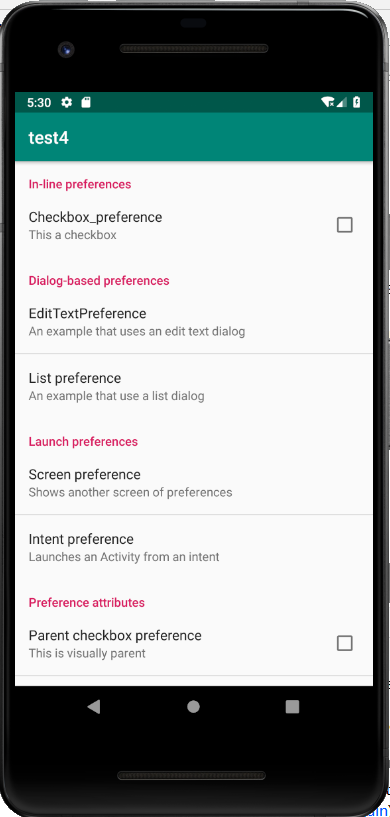 5:30
test4
In-line preferences
Checkbox_preference
This a checkbox
Dialog-based preferences
EditTextPreference
An example that uses an edit text dialog
List preference
An example that use a list dialog
Launch preferences
Screen preference
Shows another screen of preferences
Intent preference
Launches an Activity from an intent
Preference attributes
Parent checkbox preference
This is visually parent